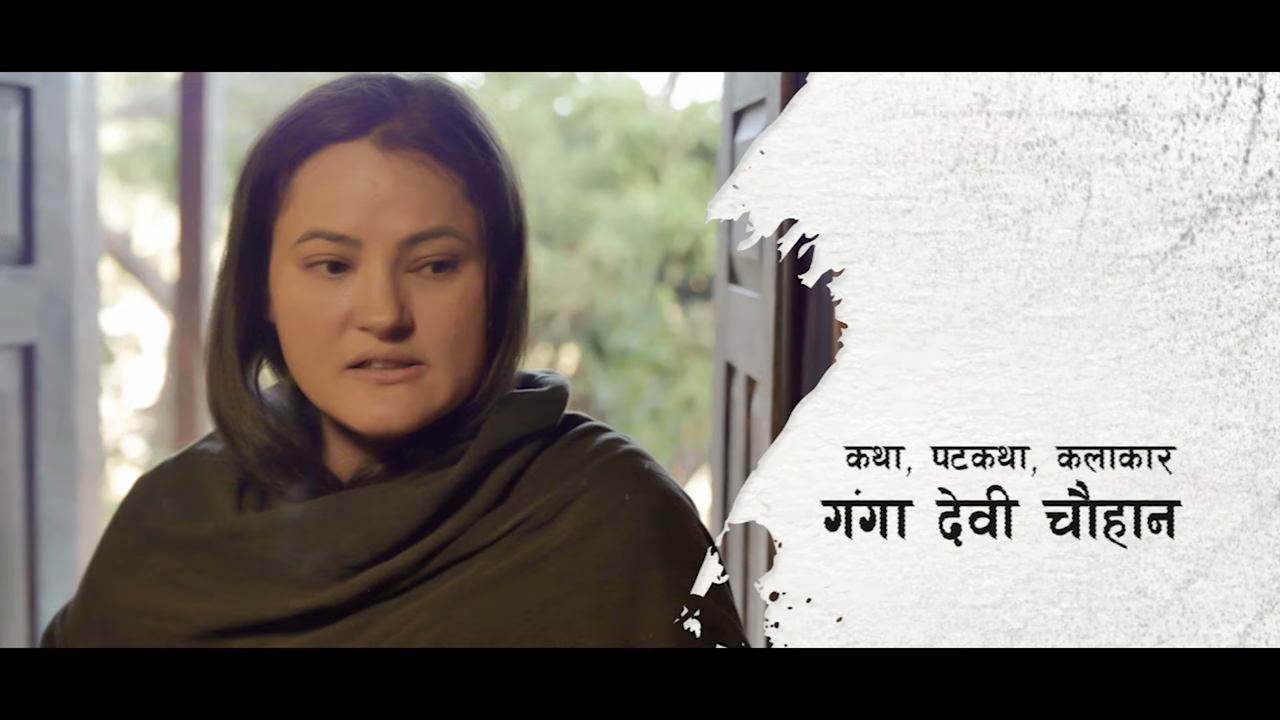 कथा, पटकथा, कलाकार
गंगा देवी चौहान